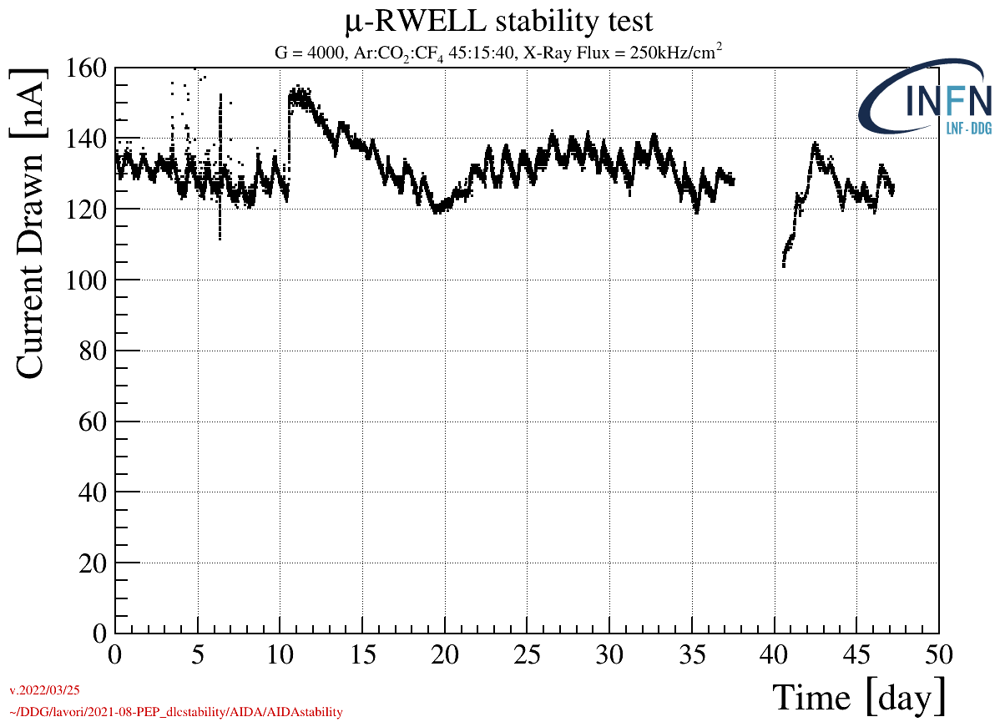 μ-RWELL stability test
G = 4000, Ar:CO₂:CF₄ 45:15:40, X-Ray Flux = 250kHz/cm²
INFN
LNF - DDG
Current Drawn [nA]
160
140
120
100
80
60
40
20
0
0 5 10 15 20 25 30 35 40 45 50
Time [day]
v.2022/03/25
~/DDG/lavori/2021-08-PEP_dlcstability/AIDA/AIDAstability